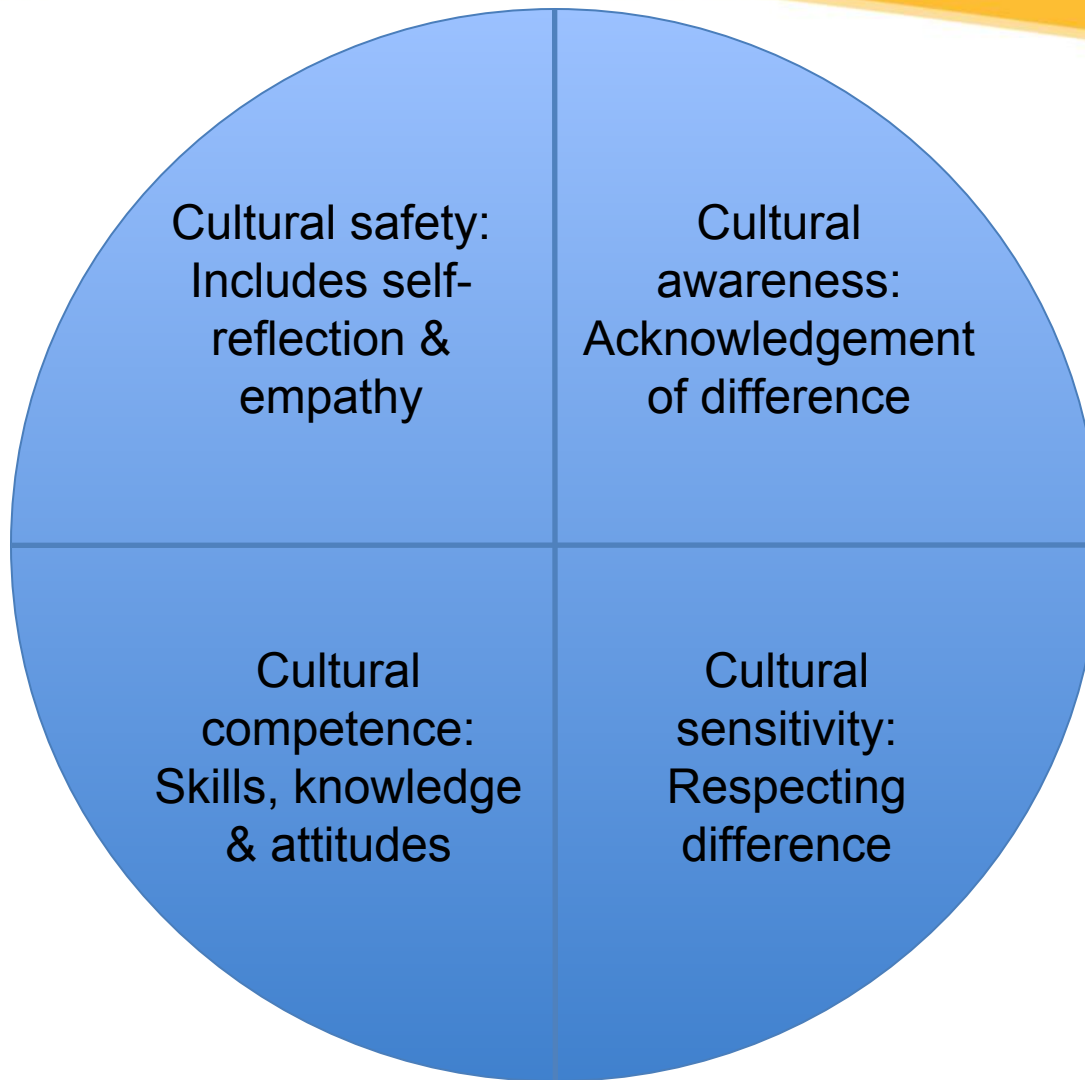 Cultural safety:
Includes self-
reflection &
empathy
Cultural
awareness:
Acknowledgement
of difference
Cultural
competence:
Skills, knowledge
& attitudes
Cultural
sensitivity:
Respecting
difference